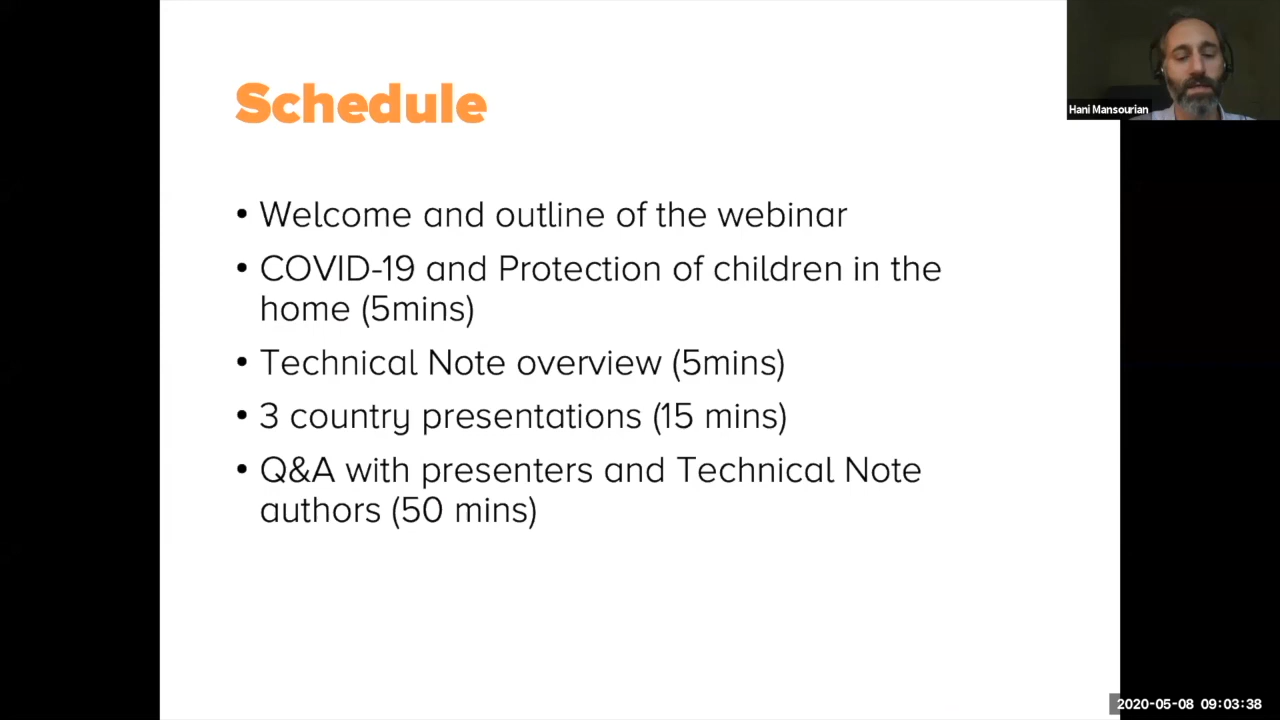 Schedule
Hani Mansourian
• Welcome and outline of the webinar
• COVID-19 and Protection of children in the
home (5mins)
• Technical Note overview (5mins)
• 3 country presentations (15 mins)
• Q&A with presenters and Technical Note
authors (50 mins)
2020-05-08 09:03:38